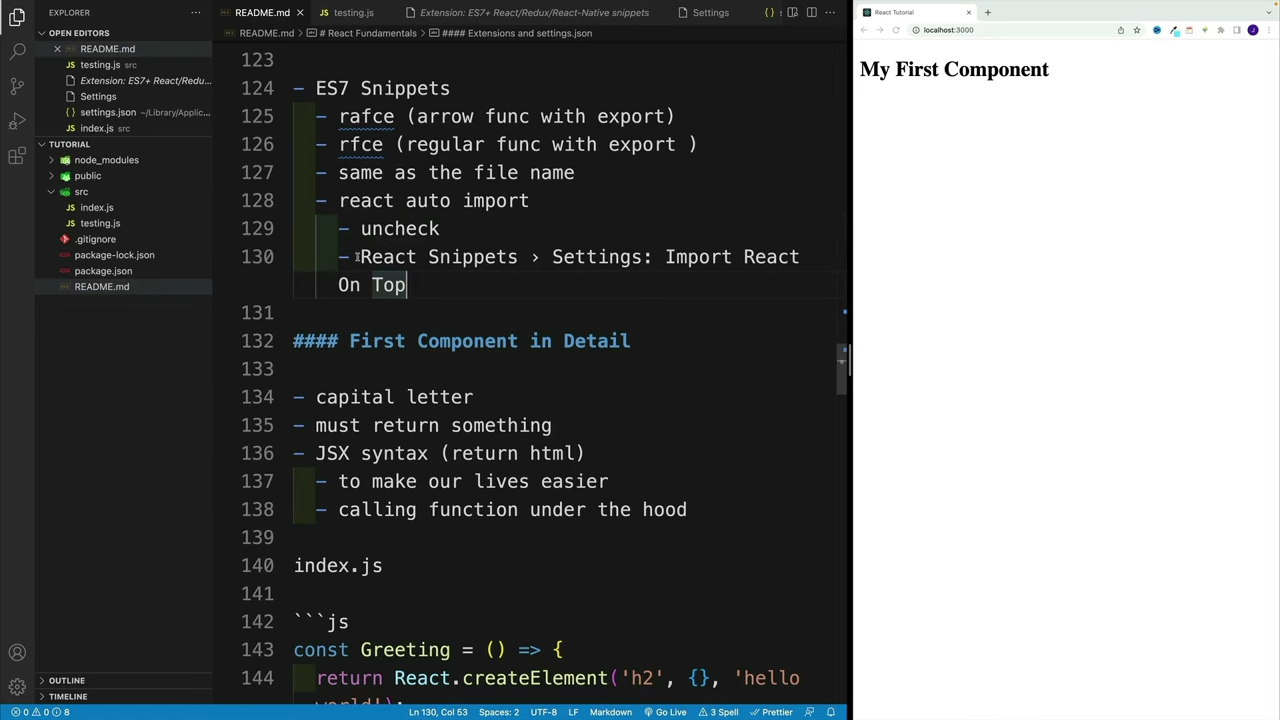 EXPLORER
OPEN EDITORS
README.md
testing.js src
Extension: ES7+ React/Redu...
Settings
settings.json ~/Library/Applic...
index.js src
TUTORIAL
node_modules
public
src
index.js
testing.js
.gitignore
package-lock.json
package.json
README.md
OUTLINE
TIMELINE
README.md
testing.js
Extension: ES7+ React/Redux/React-Native snippets
Settings
README.md > # React Fundamentals > #### Extensions and settings.json
123
124 - ES7 Snippets
125 - rafce (arrow func with export)
126 - rfce (regular func with export )
127 - same as the file name
128 - react auto import
129 - uncheck
130 - React Snippets › Settings: Import React
On Top
131
132 #### First Component in Detail
133
134 - capital letter
135 - must return something
136 - JSX syntax (return html)
137 - to make our lives easier
138 - calling function under the hood
139
140 index.js
141
142 ```js
143 const Greeting = () => {
144 return React.createElement('h2', {}, 'hello
world');
0 0 8
Ln 130, Col 53
Spaces: 2
UTF-8
LF
Markdown
Go Live
3 Spell
Prettier
React Tutorial
localhost:3000
J
My First Component